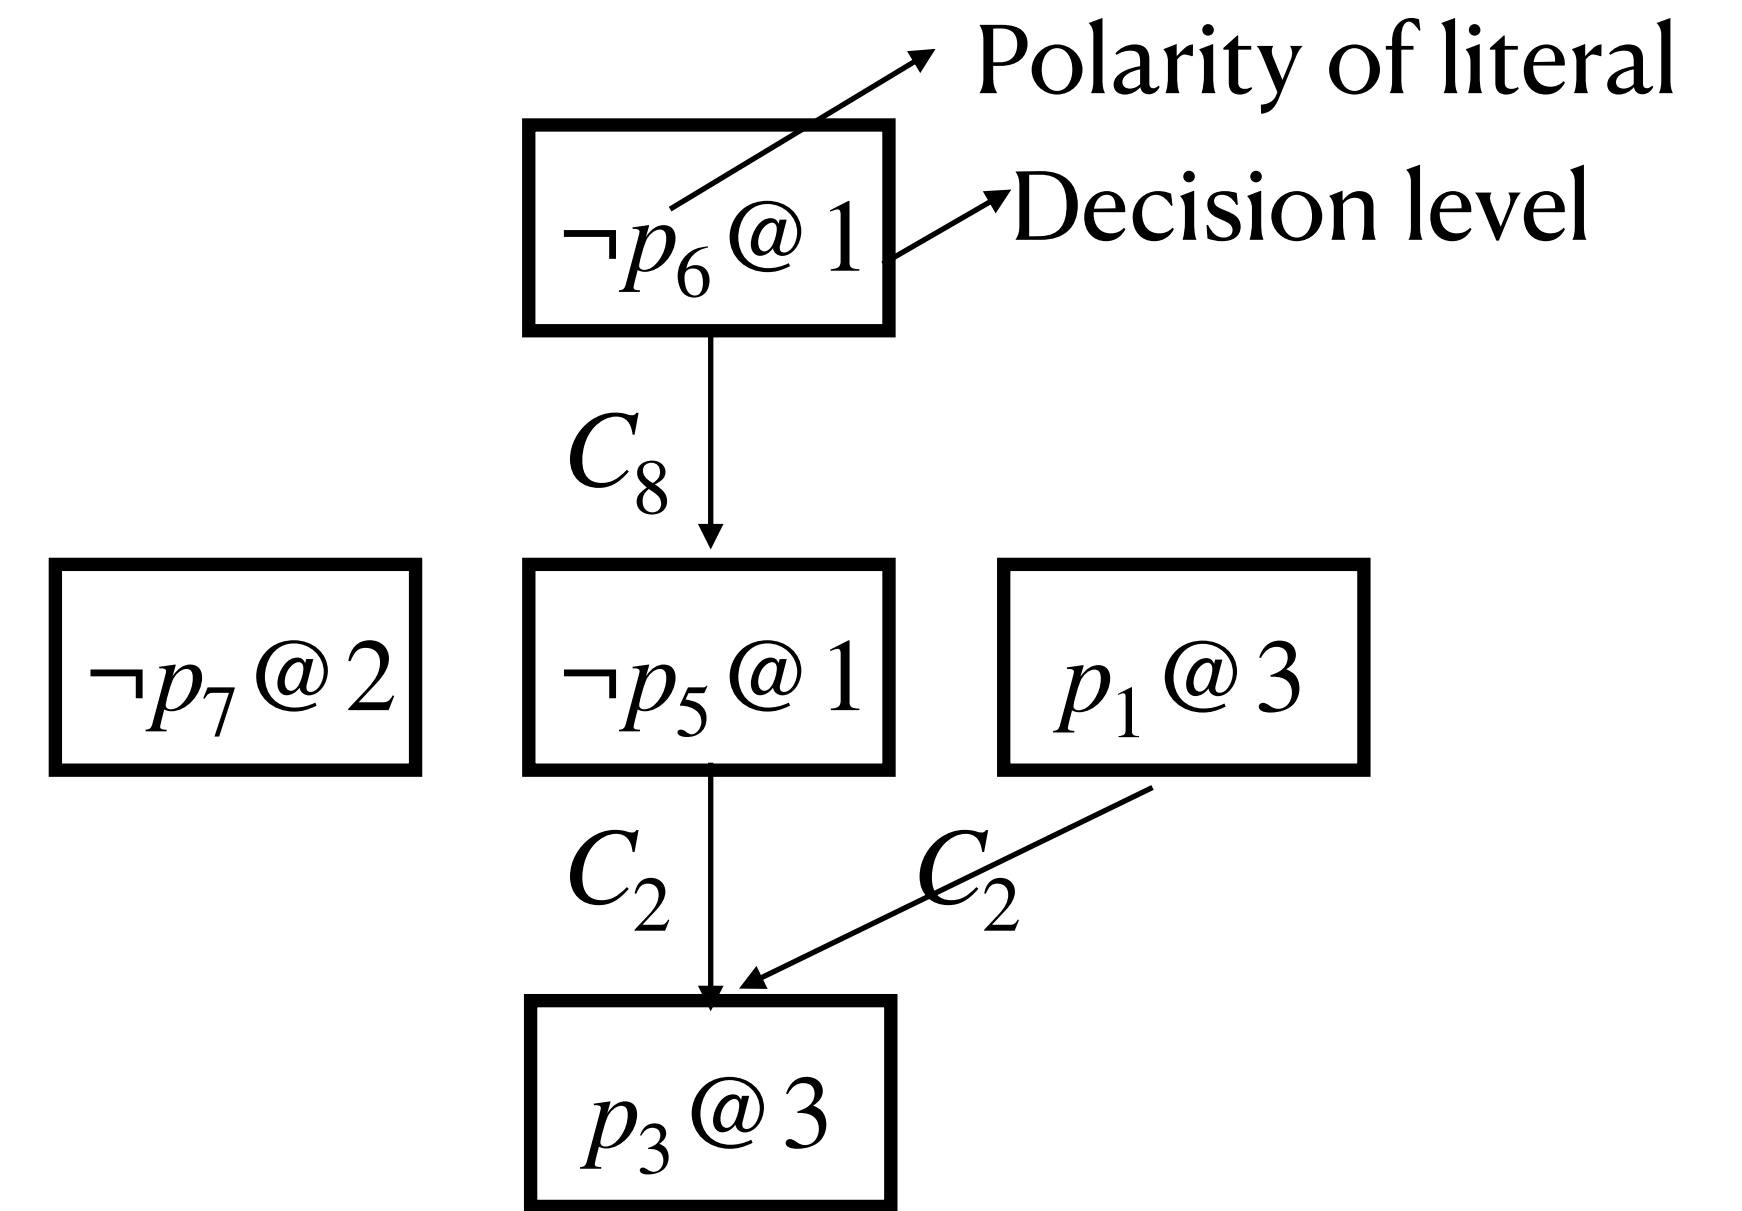 Polarity of literal
Decision level
¬p₆@1
C₈
¬p₇@2
¬p₅@1
p₁@3
C₂
C₂
p₃@3